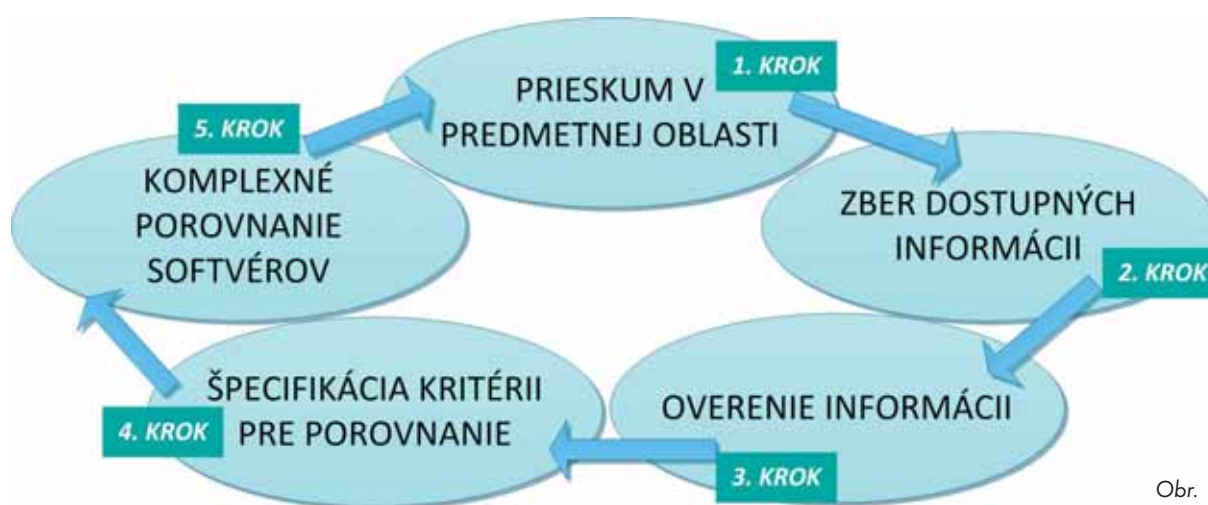 1. KROK
PRIESKUM V
PREDMETNEJ OBLASTI
2. KROK
ZBER DOSTUPNÝCH
INFORMÁCII
3. KROK
OVERENIE INFORMÁCII
4. KROK
ŠPECIFIKÁCIA KRITÉRII
PRE POROVNANIE
5. KROK
KOMPLEXNÉ
POROVNANIE
SOFTVÉROV
Obr.